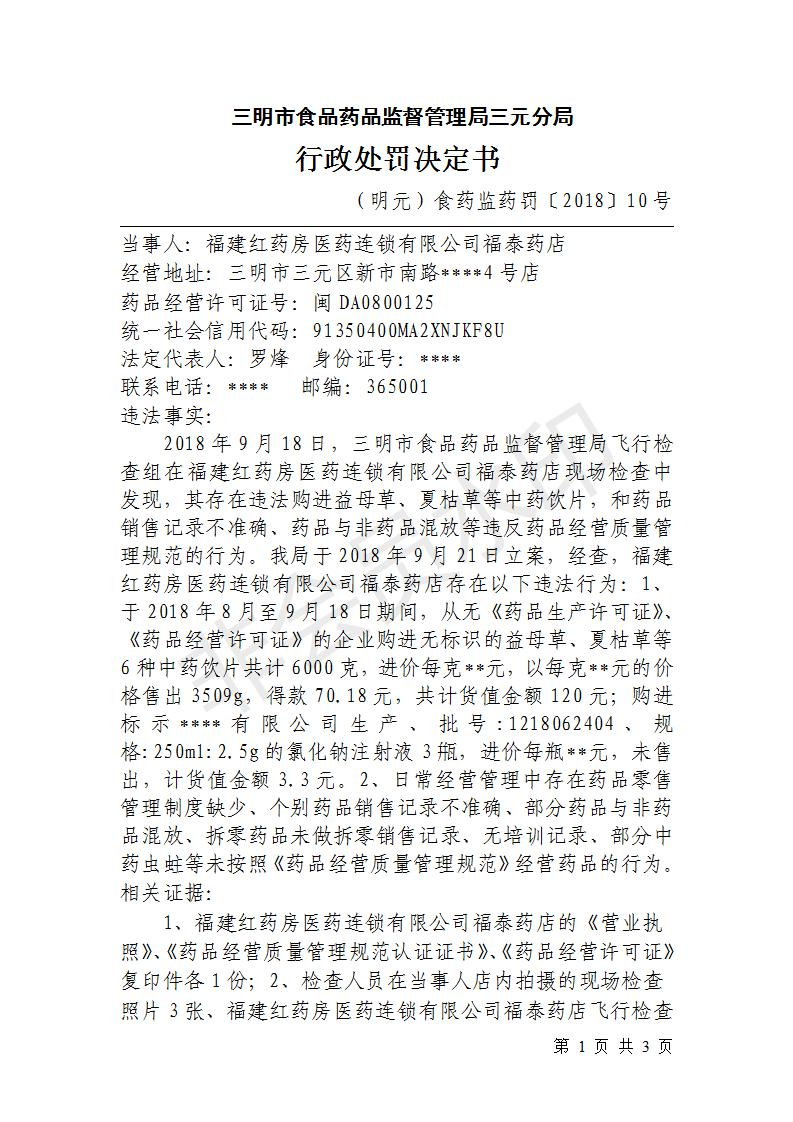 三明市食品药品监督管理局三元分局
行政处罚决定书
（明元）食药监药罚〔2018〕10号
当事人：福建红药房医药连锁有限公司福泰药店
经营地址：三明市三元区新市南路****4号店
药品经营许可证号：闽DA0800125
统一社会信用代码：91350400MA2XNJKF8U
法定代表人：罗烽　身份证号：****
联系电话：****　邮编：365001
违法事实：
2018年9月18日，三明市食品药品监督管理局飞行检
查组在福建红药房医药连锁有限公司福泰药店现场检查中
发现，其存在违法购进益母草、夏枯草等中药饮片，和药品
销售记录不准确、药品与非药品混放等违反药品经营质量管
理规范的行为。我局于2018年9月21日立案，经查，福建
红药房医药连锁有限公司福泰药店存在以下违法行为：1、
于2018年8月至9月18日期间，从无《药品生产许可证》、
《药品经营许可证》的企业购进无标识的益母草、夏枯草等
6种中药饮片共计6000克，进价每克**元，以每克**元的价
格售出3509g，得款70.18元，共计货值金额120元；购进
标示****有限公司生产、批号:1218062404、规
格:250ml:2.5g的氯化钠注射液3瓶，进价每瓶**元，未售
出，计货值金额3.3元。2、日常经营管理中存在药品零售
管理制度缺少、个别药品销售记录不准确、部分药品与非药
品混放、拆零药品未做拆零销售记录、无培训记录、部分中
药虫蛀等未按照《药品经营质量管理规范》经营药品的行为。
相关证据：
1、福建红药房医药连锁有限公司福泰药店的《营业执
照》、《药品经营质量管理规范认证证书》、《药品经营许可证》
复印件各1份；2、检查人员在当事人店内拍摄的现场检查
照片3张、福建红药房医药连锁有限公司福泰药店飞行检查
第 1 页 共 3 页
非会员水印